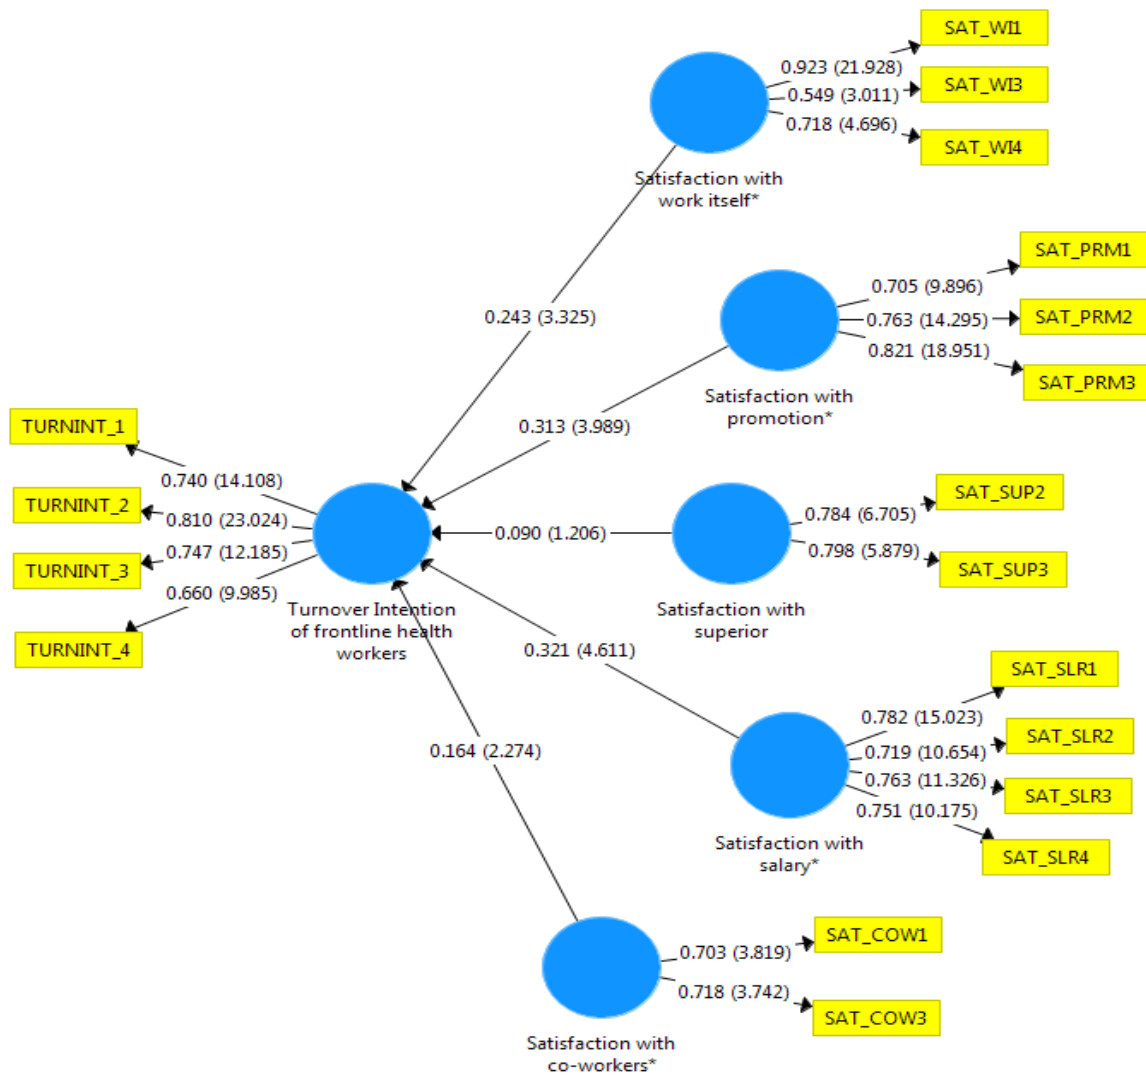 SAT_WI1
0.923 (21.928)
SAT_WI3
0.549 (3.011)
0.718 (4.696)
SAT_WI4
Satisfaction with
work itself*
SAT_PRM1
0.705 (9.896)
0.763 (14.295)
SAT_PRM2
0.821 (18.951)
SAT_PRM3
Satisfaction with
promotion*
0.243 (3.325)
0.313 (3.989)
TURNINT_1
0.740 (14.108)
TURNINT_2
0.810 (23.024)
TURNINT_3
0.747 (12.185)
0.660 (9.985)
TURNINT_4
Turnover Intention
of frontline health
workers
0.090 (1.206)
SAT_SUP2
0.784 (6.705)
0.798 (5.879)
SAT_SUP3
Satisfaction with
superior
0.321 (4.611)
SAT_SLR1
0.782 (15.023)
SAT_SLR2
0.719 (10.654)
0.763 (11.326)
SAT_SLR3
0.751 (10.175)
SAT_SLR4
Satisfaction with
salary*
0.164 (2.274)
SAT_COW1
0.703 (3.819)
0.718 (3.742)
SAT_COW3
Satisfaction with
co-workers*